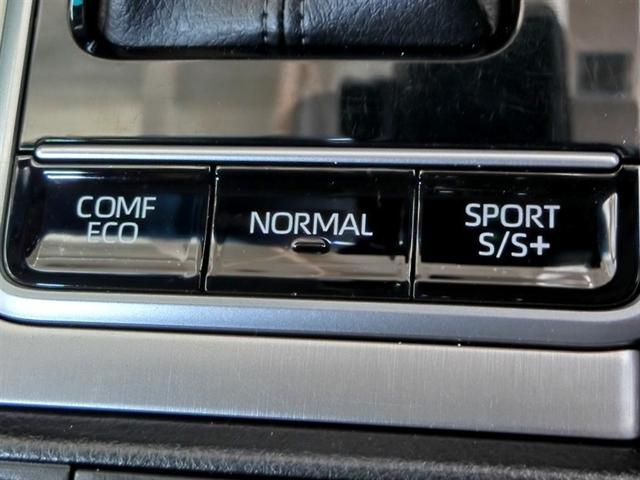 COMF
ECO
NORMAL
SPORT
S/S+